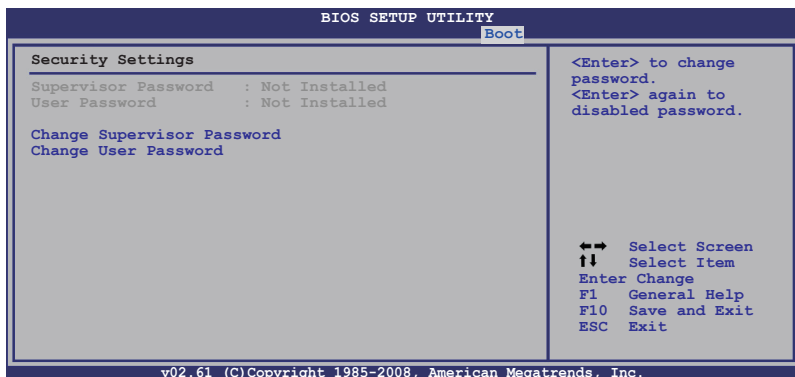 BIOS SETUP UTILITY
Boot
Security Settings
Supervisor Password : Not Installed
User Password : Not Installed
Change Supervisor Password
Change User Password
<Enter> to change
password.
<Enter> again to
disabled password.
←→ Select Screen
↑↓ Select Item
Enter Change
F1 General Help
F10 Save and Exit
ESC Exit
v02.61 (C)Copyright 1985-2008, American Megatrends, Inc.